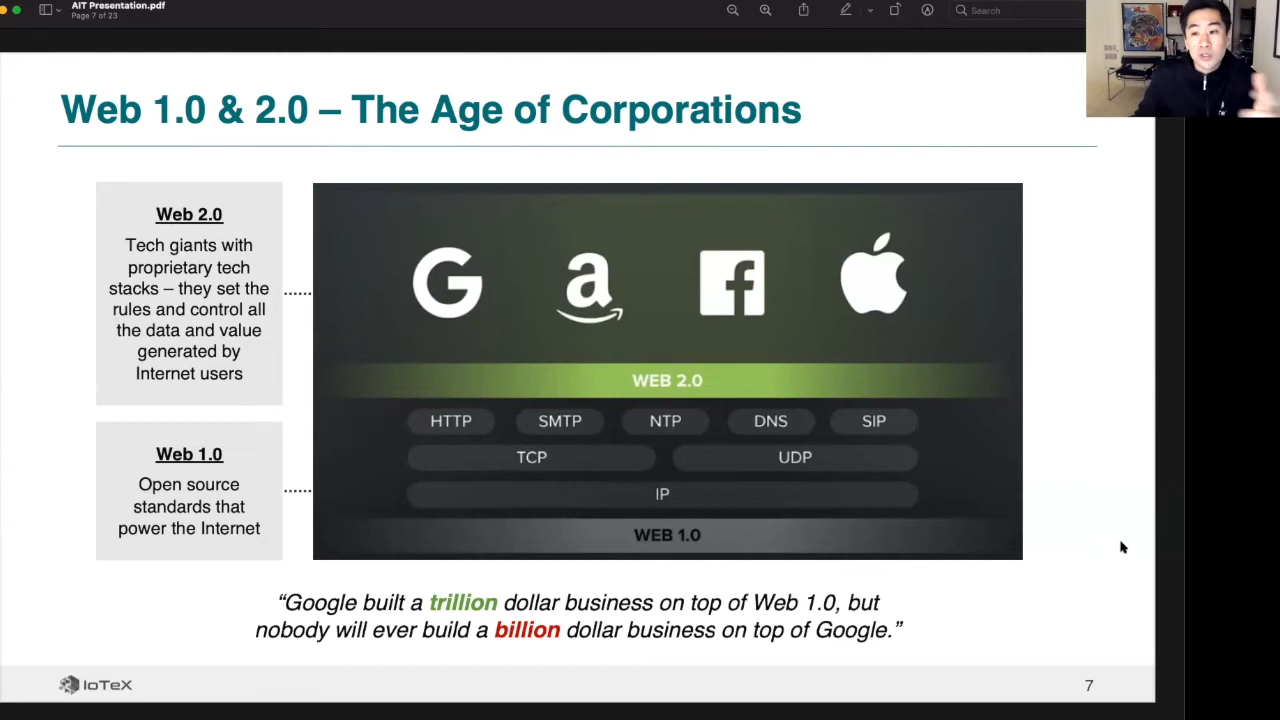 AIT Presentation.pdf
Page 7 of 23
Search
Web 1.0 & 2.0 – The Age of Corporations
Web 2.0
Tech giants with
proprietary tech
stacks – they set the
rules and control all
the data and value
generated by
Internet users
Web 1.0
Open source
standards that
power the Internet
G a f
WEB 2.0
HTTP SMTP NTP DNS SIP
TCP UDP
IP
WEB 1.0
“Google built a trillion dollar business on top of Web 1.0, but
nobody will ever build a billion dollar business on top of Google.”
IoTeX
7